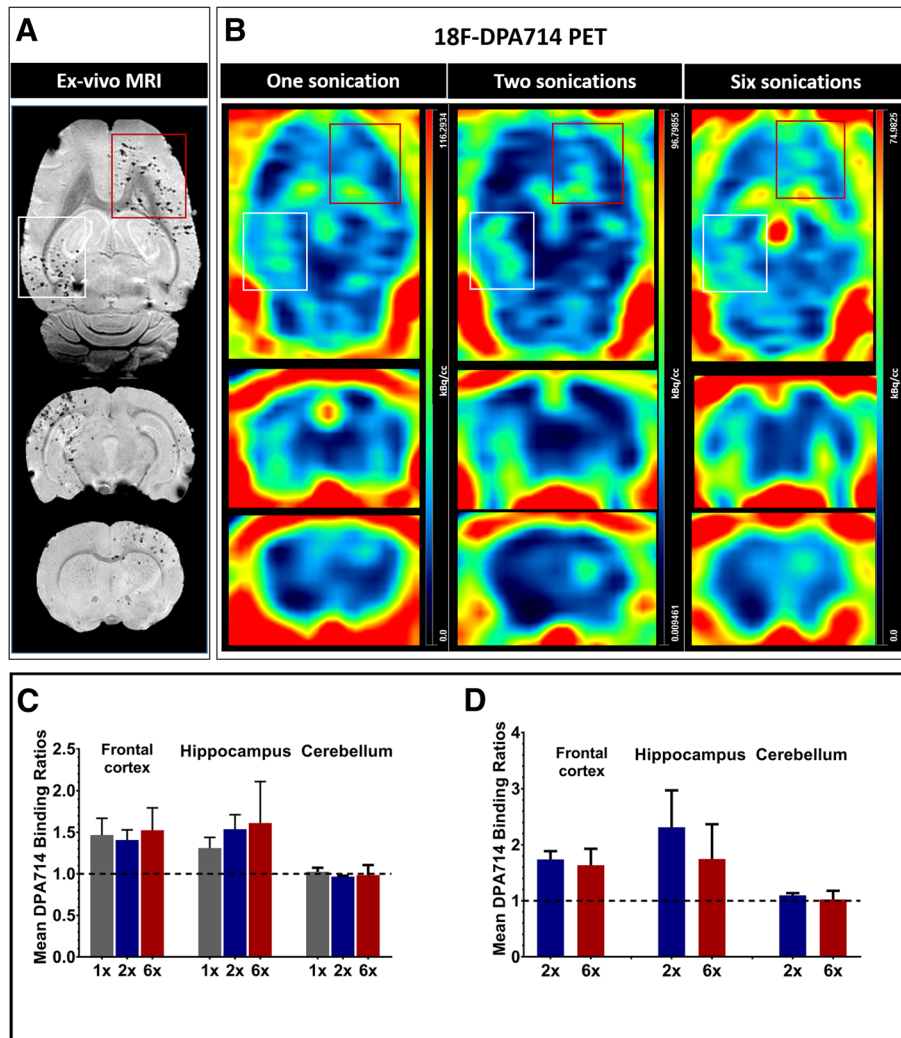 A
Ex-vivo MRI
B
18F-DPA714 PET
One sonication
Two sonications
Six sonications
116.2934
kBq/cc
0.0
96.79855
kBq/cc
0.009461
74.9825
kBq/cc
0.0
C
Mean DPA714 Binding Ratios
2.5
2.0
1.5
1.0
0.5
0.0
Frontal
cortex
Hippocampus
Cerebellum
1x 2x 6x
1x 2x 6x
1x 2x 6x
D
Mean DPA714 Binding Ratios
4
3
2
1
0
Frontal
cortex
Hippocampus
Cerebellum
2x 6x
2x 6x
2x 6x